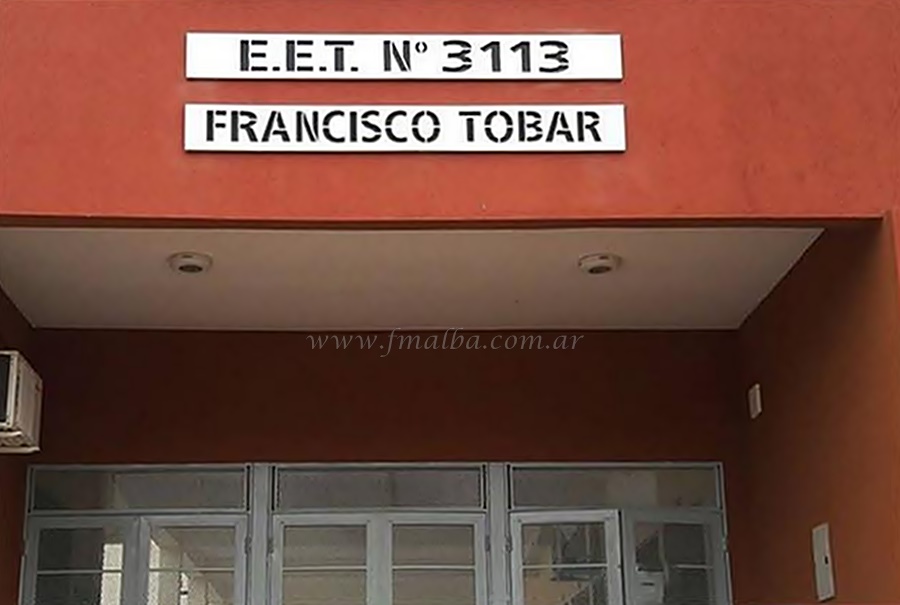 E.E.T. Nº 3113
FRANCISCO TOBAR
www.fmalba.com.ar